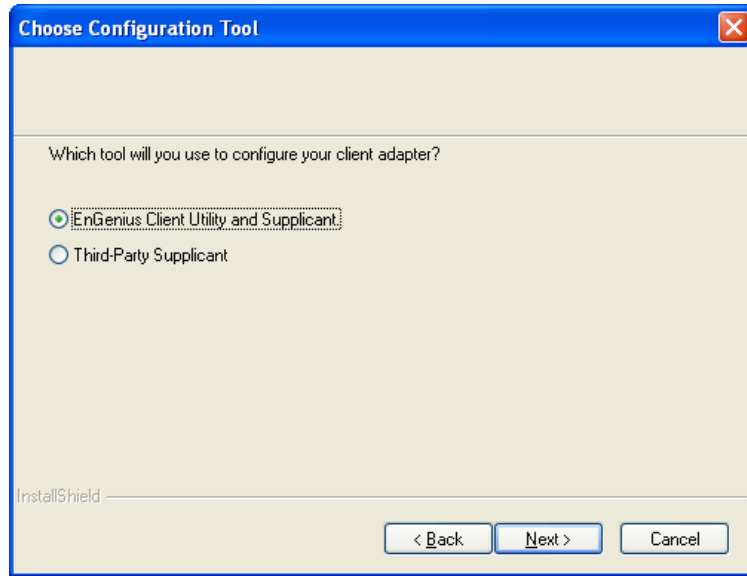 Choose Configuration Tool
Which tool will you use to configure your client adapter?
EnGenius Client Utility and Supplicant.
Third-Party Supplicant
InstallShield
< Back
Next >
Cancel